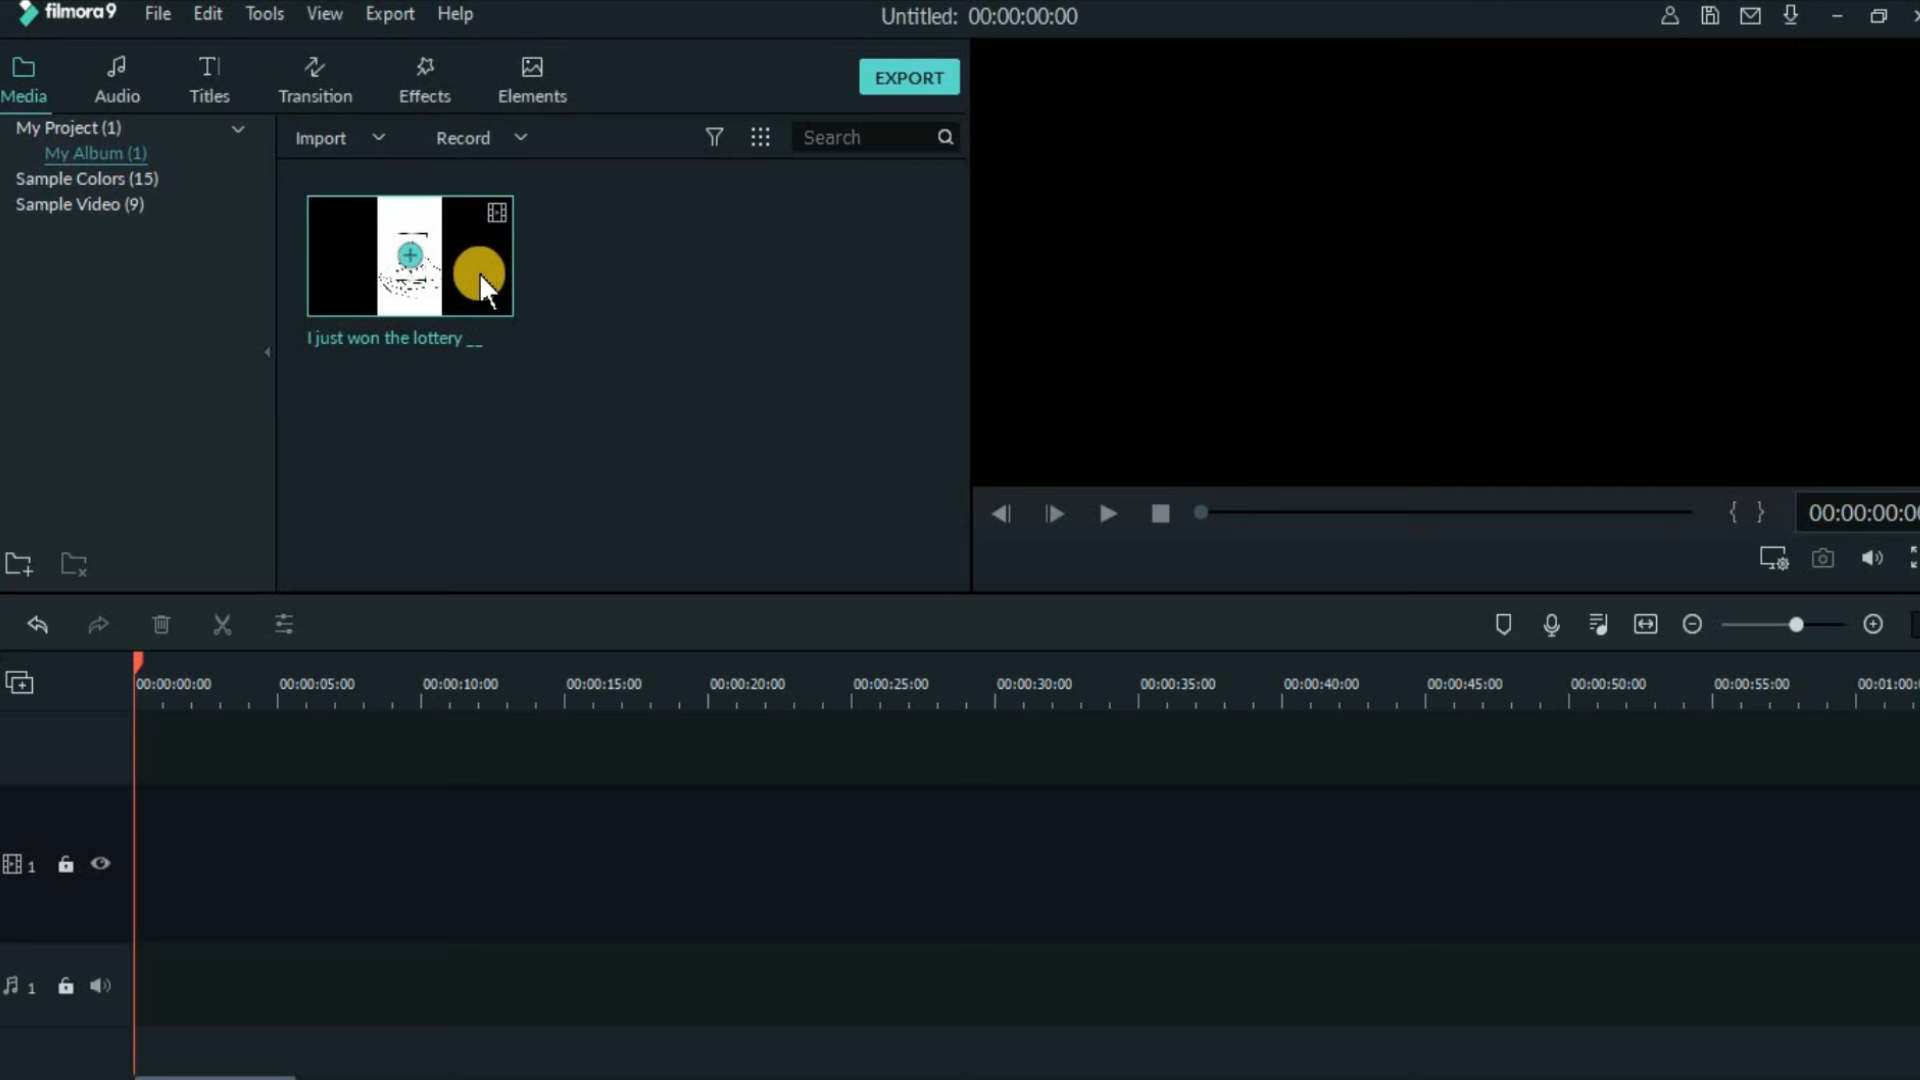 filmora9 File Edit Tools View Export Help Untitled: 00:00:00:00
Media Audio Titles Transition Effects Elements EXPORT
My Project (1)
My Album (1)
Sample Colors (15)
Sample Video (9)
Import Record Search
I just won the lottery __
00:00:00:0
00:00:00:00 00:00:05:00 00:00:10:00 00:00:15:00 00:00:20:00 00:00:25:00 00:00:30:00 00:00:35:00 00:00:40:00 00:00:45:00 00:00:50:00 00:00:55:00 00:01:00:
1
1